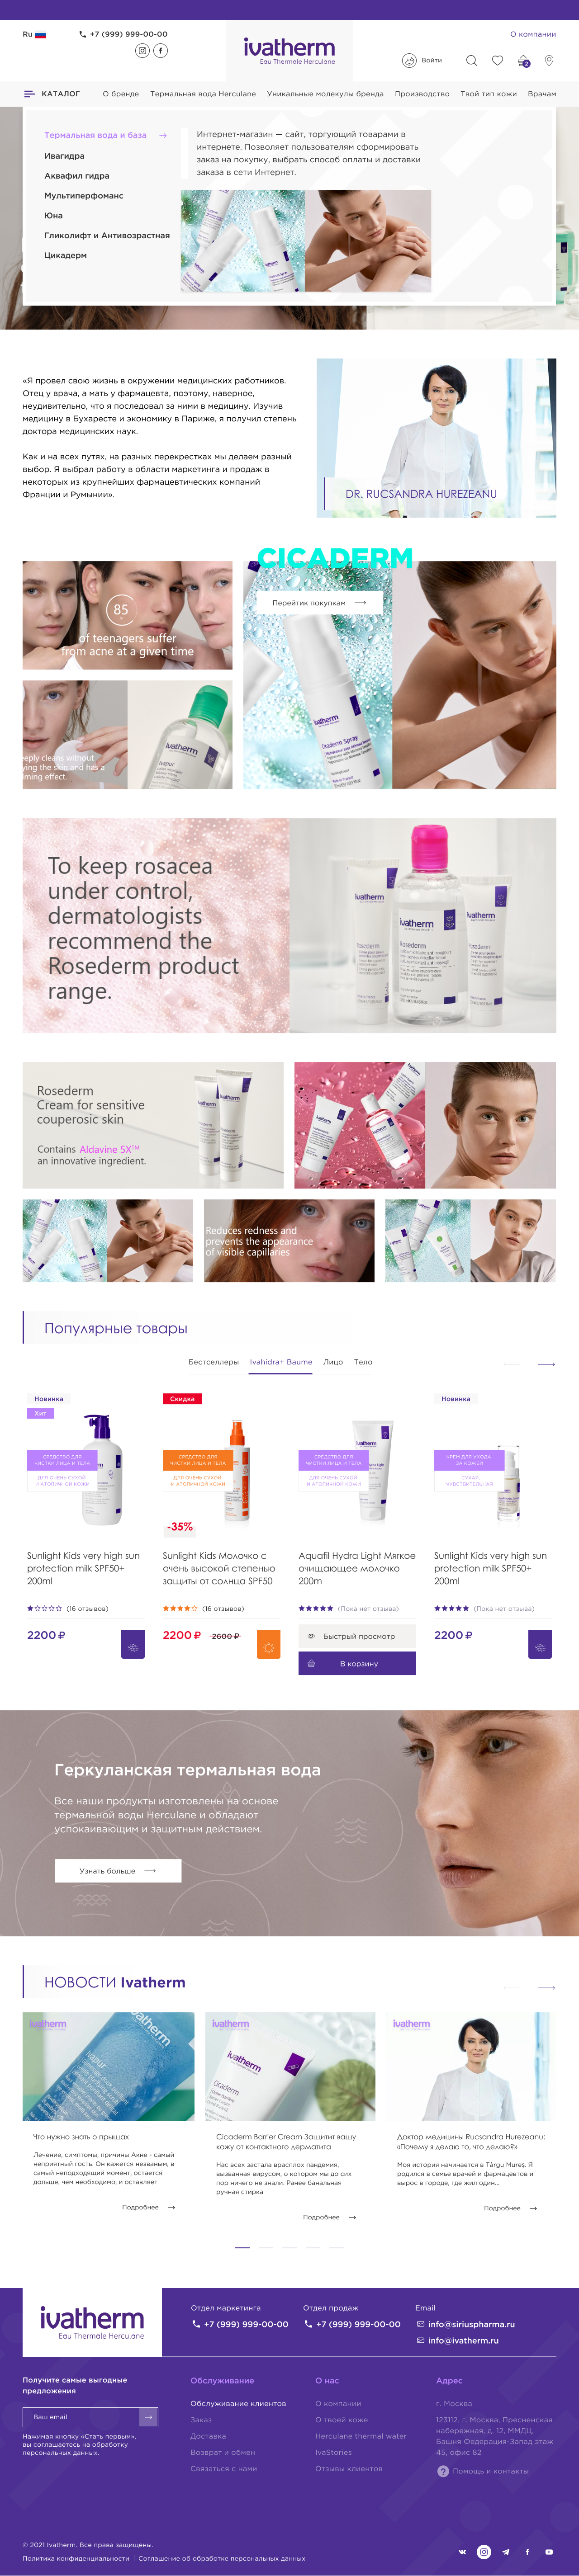 Ru
+7 (999) 999-00-00
ivatherm
Eau Thermale Herculane
О компании
Войти
2
КАТАЛОГ
О бренде
Термальная вода Herculane
Уникальные молекулы бренда
Производство
Твой тип кожи
Врачам
Термальная вода и база
Ивагидра
Аквафил гидра
Мультиперфоманс
Юна
Гликолифт и Антивозрастная
Цикадерм
Интернет-магазин — сайт, торгующий товарами в
интернете. Позволяет пользователям сформировать
заказ на покупку, выбрать способ оплаты и доставки
заказа в сети Интернет.
«Я провел свою жизнь в окружении медицинских работников.
Отец у врача, а мать у фармацевта, поэтому, наверное,
неудивительно, что я последовал за ними в медицину. Изучив
медицину в Бухаресте и экономику в Париже, я получил степень
доктора медицинских наук.
Как и на всех путях, на разных перекрестках мы делаем разный
выбор. Я выбрал работу в области маркетинга и продаж в
некоторых из крупнейших фармацевтических компаний
Франции и Румынии».
DR. RUCSANDRA HUREZEANU
85
of teenagers suffer
from acne at a given time
CICADERM
Перейтик покупкам
ivatherm
Cicaderm Spray
eeply cleans without
ying the skin and has a
lming effect.
ivatherm
ivapur
To keep rosacea
under control,
dermatologists
recommend the
Rosederm product
range.
ivatherm
Rosederm
ivatherm
Rosederm
ivatherm
Rosederm
Rosederm
Cream for sensitive
couperosic skin
Contains Aldavine 5X™
an innovative ingredient.
Reduces redness and
prevents the appearance
of visible capillaries
Популярные товары
Бестселлеры
Ivahidra+ Baume
Лицо
Тело
Новинка
Хит
СРЕДСТВО ДЛЯ
ЧИСТКИ ЛИЦА И ТЕЛА
ДЛЯ ОЧЕНЬ СУХОЙ
И АТОПИЧНОЙ КОЖИ
Sunlight Kids very high sun
protection milk SPF50+
200ml
(16 отзывов)
2200 ₽
Скидка
СРЕДСТВО ДЛЯ
ЧИСТКИ ЛИЦА И ТЕЛА
ДЛЯ ОЧЕНЬ СУХОЙ
И АТОПИЧНОЙ КОЖИ
-35%
Sunlight Kids Молочко с
очень высокой степенью
защиты от солнца SPF50
(16 отзывов)
2200 ₽
2600 ₽
СРЕДСТВО ДЛЯ
ЧИСТКИ ЛИЦА И ТЕЛА
ДЛЯ ОЧЕНЬ СУХОЙ
И АТОПИЧНОЙ КОЖИ
Aquafil Hydra Light Мягкое
очищающее молочко
200m
(Пока нет отзыва)
Быстрый просмотр
В корзину
Новинка
КРЕМ ДЛЯ УХОДА
ЗА КОЖЕЙ
СУХАЯ,
ЧУВСТВИТЕЛЬНАЯ
Sunlight Kids very high sun
protection milk SPF50+
200ml
(Пока нет отзыва)
2200 ₽
Геркуланская термальная вода
Все наши продукты изготовлены на основе
термальной воды Herculane и обладают
успокаивающим и защитным действием.
Узнать больше
НОВОСТИ Ivatherm
ivatherm
Что нужно знать о прыщах
Лечение, симптомы, причины Акне - самый
неприятный гость. Он кажется незваным, в
самый неподходящий момент, остается
дольше, чем необходимо, и оставляет
Подробнее
ivatherm
ivatherm
Cicaderm
Cicaderm Barrier Cream Защитит вашу
кожу от контактного дерматита
Нас всех застала врасплох пандемия,
вызванная вирусом, о котором мы до сих
пор ничего не знали. Ранее банальная
ручная стирка
Подробнее
ivatherm
Доктор медицины Rucsandra Hurezeanu:
«Почему я делаю то, что делаю?»
Моя история начинается в Târgu Mureș. Я
родился в семье врачей и фармацевтов и
вырос в городе, где жил один...
Подробнее
ivatherm
Eau Thermale Herculane
Отдел маркетинга
+7 (999) 999-00-00
Отдел продаж
+7 (999) 999-00-00
Email
info@siriuspharma.ru
info@ivatherm.ru
Получите самые выгодные
предложения
Ваш email
Нажимая кнопку «Стать первым»,
вы соглашаетесь на обработку
персональных данных.
Обслуживание
Обслуживание клиентов
Заказ
Доставка
Возврат и обмен
Связаться с нами
О нас
О компании
О твоей коже
Herculane thermal water
IvaStories
Отзывы клиентов
Адрес
г. Москва
123112, г. Москва, Пресненская
набережная, д. 12, ММДЦ,
Башня Федерация-Запад этаж
45, офис 82
Помощь и контакты
© 2021 Ivatherm. Все права защищены.
Политика конфиденциальности
Соглашение об обработке персональных данных